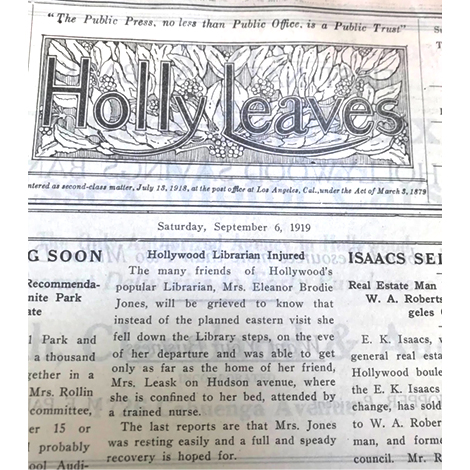 "The Public Press, no less than Public Office, is a Public Trust"
Holly Leaves
ntered as second-class matter, July 13, 1918, at the post office at Los Angeles, Cal., under the Act of March 3, 1879
Saturday, September 6, 1919
G SOON
Recommenda-
nite Park
ate
l Park and
a thousand
gether in a
Mrs. Rollin
committee,
er 15 or
l probably
ool Audi-
Hollywood Librarian Injured
The many friends of Hollywood's
popular Librarian, Mrs. Eleanor Brodie
Jones, will be grieved to know that
instead of the planned eastern visit she
fell down the Library steps, on the eve
of her departure and was able to get
only as far as the home of her friend,
Mrs. Leask on Hudson avenue, where
she is confined to her bed, attended by
a trained nurse.
The last reports are that Mrs. Jones
was resting easily and a full and speady
recovery is hoped for.
ISAACS SEL
Real Estate Man
W. A. Roberts
geles C
E. K. Isaacs, v
general real estat
Hollywood boule
the E. K. Isaacs
change, has sold
to W. A. Rober
man, and forme
council. Mr. R